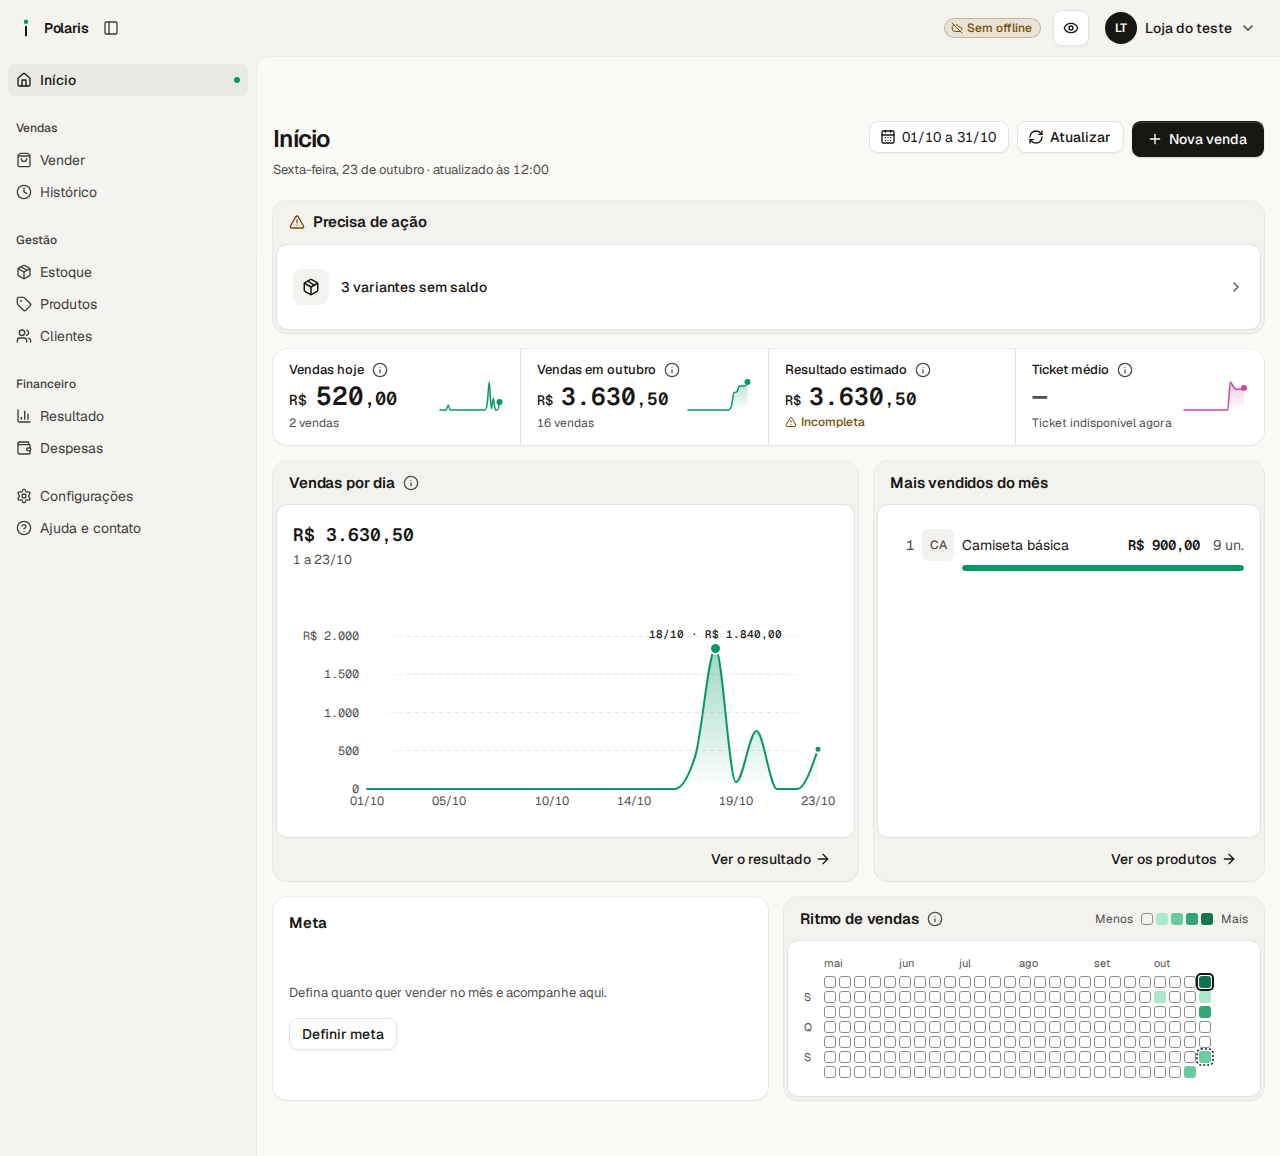 Polaris
Sem offline
LT
Loja do teste
Início
Vendas
Vender
Histórico
Gestão
Estoque
Produtos
Clientes
Financeiro
Resultado
Despesas
Configurações
Ajuda e contato
Início
Sexta-feira, 23 de outubro · atualizado às 12:00
01/10 a 31/10
Atualizar
Nova venda
Precisa de ação
3 variantes sem saldo
Vendas hoje
R$ 520,00
2 vendas
Vendas em outubro
R$ 3.630,50
16 vendas
Resultado estimado
R$ 3.630,50
Incompleta
Ticket médio
—
Ticket indisponível agora
Vendas por dia
R$ 3.630,50
1 a 23/10
R$ 2.000
1.500
1.000
500
0
18/10 · R$ 1.840,00
01/10 05/10 10/10 14/10 19/10 23/10
Ver o resultado
Mais vendidos do mês
1 CA Camiseta básica R$ 900,00 9 un.
Ver os produtos
Meta
Defina quanto quer vender no mês e acompanhe aqui.
Definir meta
Ritmo de vendas
Menos Mais
mai jun jul ago set out
S
Q
S